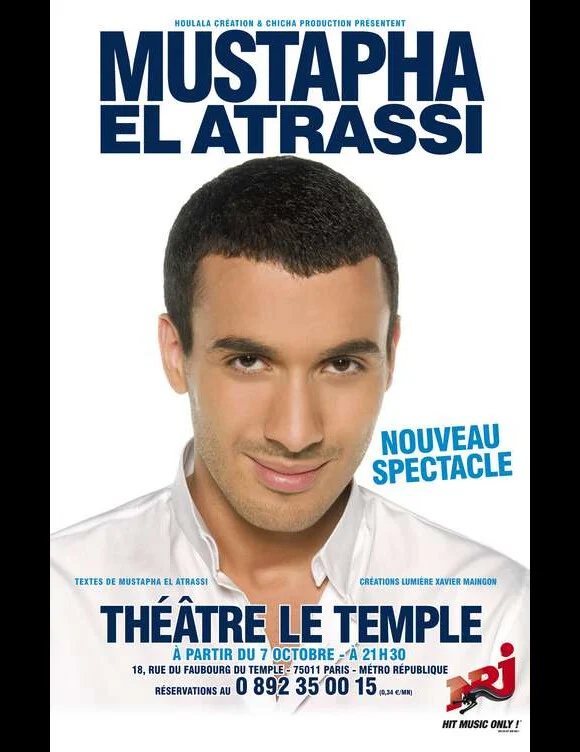 HOULALA CRÉATION & CHICHA PRODUCTION PRÉSENTENT
MUSTAPHA
EL ATRASSI
NOUVEAU
SPECTACLE
TEXTES DE MUSTAPHA EL ATRASSI
CRÉATIONS LUMIÈRE XAVIER MAINGON
THÉÂTRE LE TEMPLE
À PARTIR DU 7 OCTOBRE - À 21H30
18, RUE DU FAUBOURG DU TEMPLE - 75011 PARIS - MÉTRO RÉPUBLIQUE
RÉSERVATIONS AU 0 892 35 00 15 (0,34 €/MN)
NRJ
HIT MUSIC ONLY !